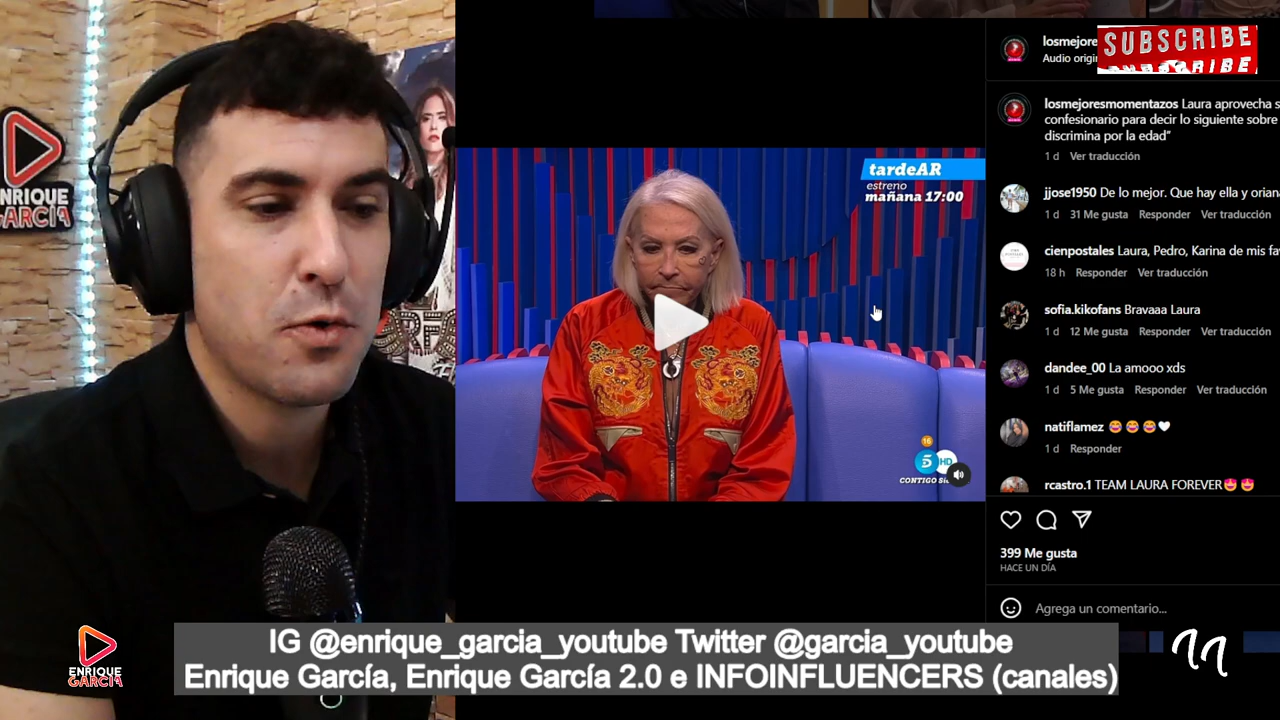 ENRIQUE
GARCÍA
tardeAR
estreno
mañana 17:00
16
5 HD
losmejore
Audio origi
SUBSCRIBE
losmejoresmomentazos Laura aprovecha s
confesionario para decir lo siguiente sobre
discrimina por la edad"
1 d Ver traducción
jjose1950 De lo mejor. Que hay ella y orian
1 d 31 Me gusta Responder Ver traducción
cienpostales Laura, Pedro, Karina de mis fa
18 h Responder Ver traducción
sofia.kikofans Bravaaa Laura
1 d 12 Me gusta Responder Ver traducción
dandee_00 La amooo xds
1 d 5 Me gusta Responder Ver traducción
natiflamez 😂😂😂🤍
1 d Responder
rcastro.1 TEAM LAURA FOREVER😍😍
399 Me gusta
HACE UN DÍA
Agrega un comentario...
CONTIGO
ENRIQUE
GARCÍA
IG @enrique_garcia_youtube Twitter @garcia_youtube
Enrique García, Enrique García 2.0 e INFOINFLUENCERS (canales)